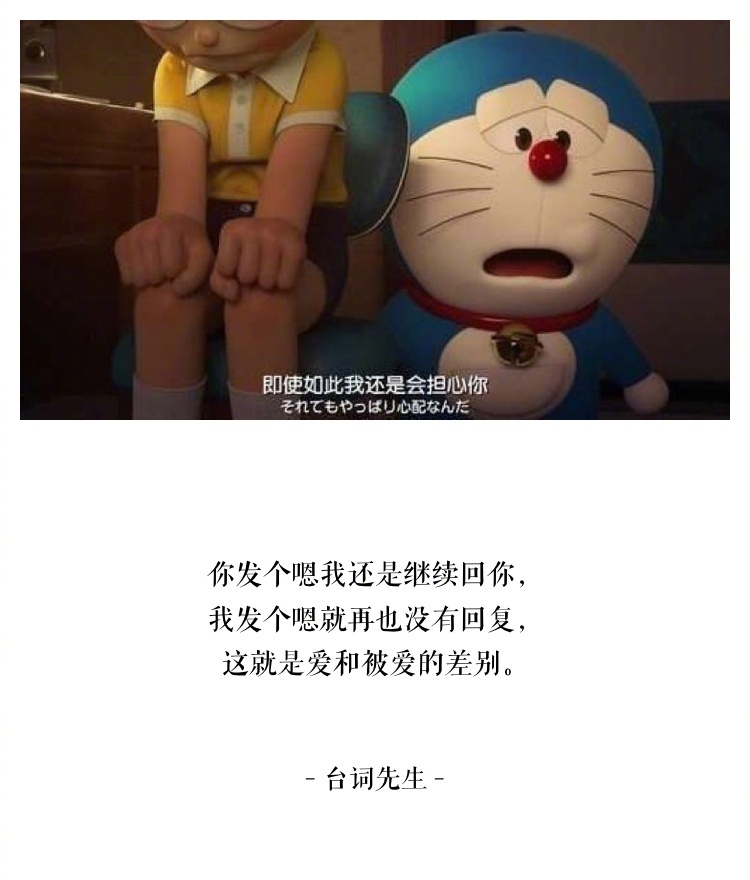 即使如此我还是会担心你
それてもやっぱり心配なんだ
你发个嗯我还是继续回你，
我发个嗯就再也没有回复，
这就是爱和被爱的差别。
- 台词先生 -